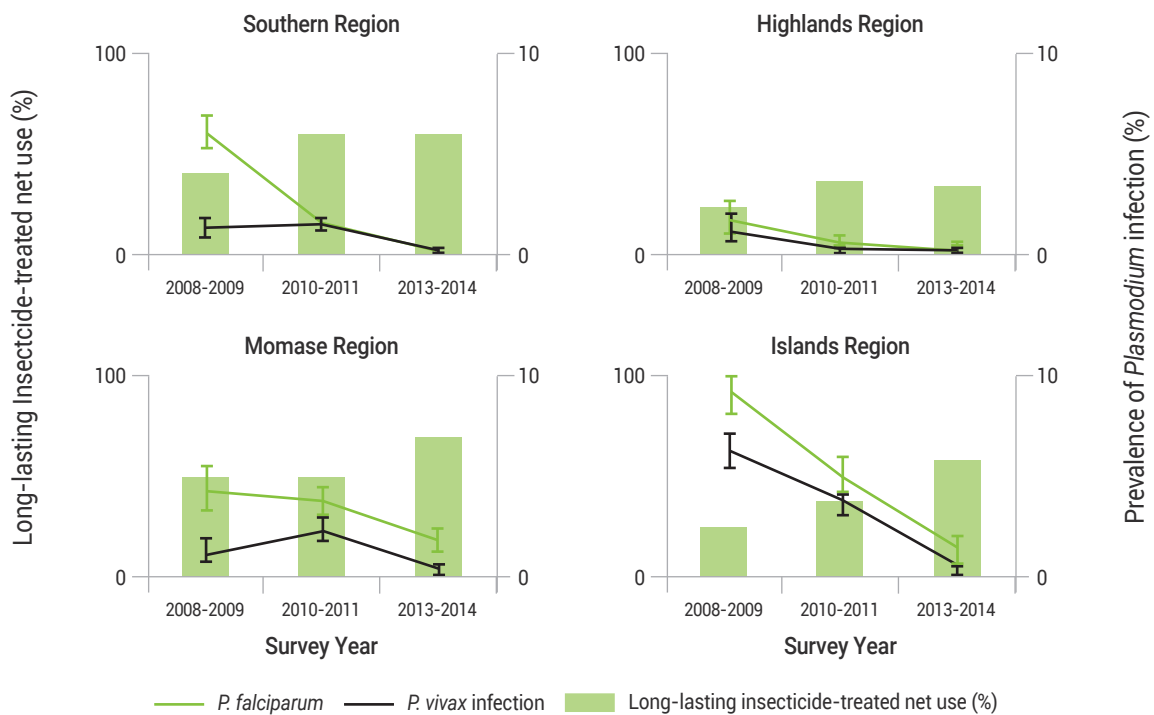 Southern Region
100
10
0
0
2008-2009
2010-2011
2013-2014
Highlands Region
100
10
0
0
2008-2009
2010-2011
2013-2014
Long-lasting Insectcide-treated net use (%)
Prevalence of Plasmodium infection (%)
Momase Region
100
10
0
0
2008-2009
2010-2011
2013-2014
Survey Year
Islands Region
100
10
0
0
2008-2009
2010-2011
2013-2014
Survey Year
P. falciparum
P. vivax infection
Long-lasting insecticide-treated net use (%)